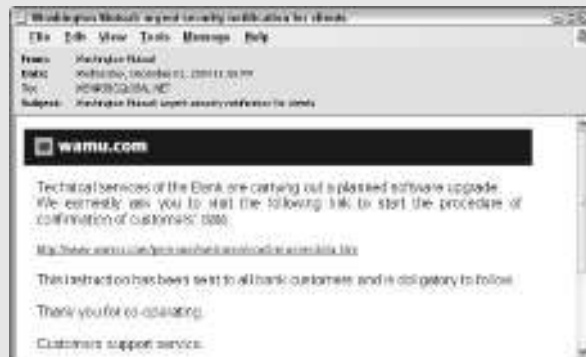 Washington Mutual: urgent security notification for clients
File Edit View Tools Message Help
From: Washington Mutual
Date: Wednesday, December PM
To:
Subject: Washington Mutual: urgent security notification for clients
wamu.com
Technical services of the Bank are carrying out a planned software upgrade.
We earnestly ask you to visit the following link to start the procedure of
confirmation of customers' data.
This instruction has been sent to all bank customers and is obligatory to follow.
Thank you for co-operating.
Customers support service.